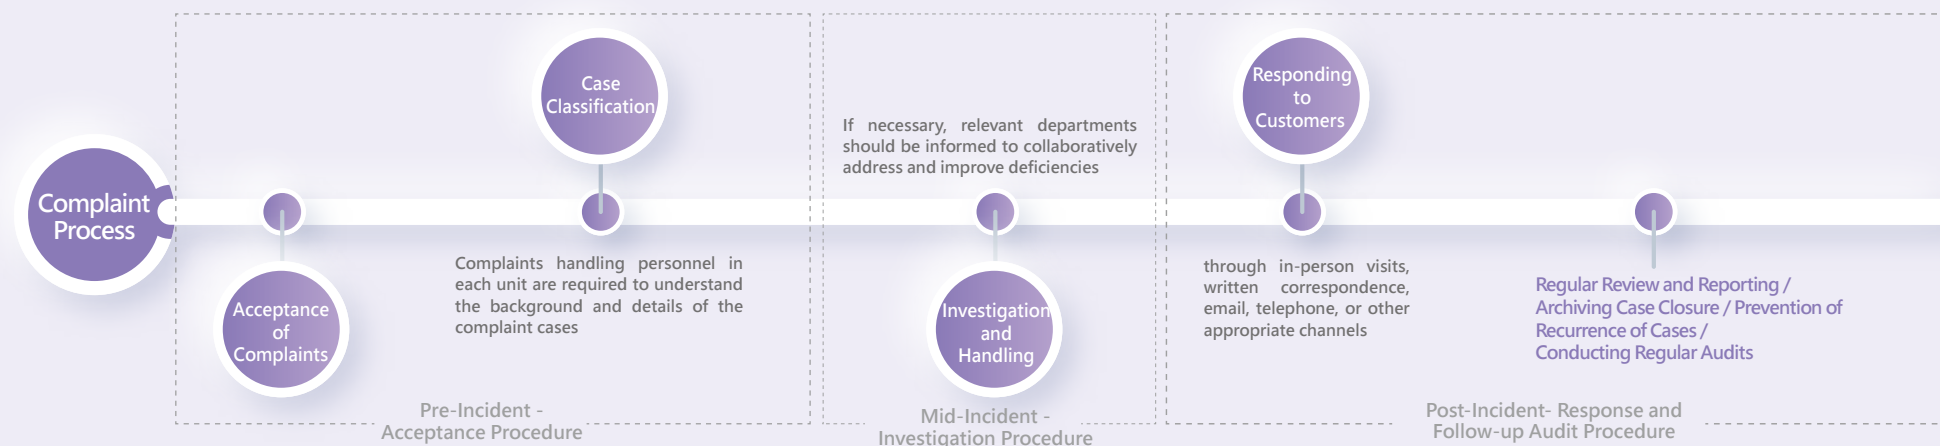 Complaint
Process
Acceptance
of
Complaints
Case
Classification
Complaints handling personnel in
each unit are required to understand
the background and details of the
complaint cases
Pre-Incident -
Acceptance Procedure
If necessary, relevant departments
should be informed to collaboratively
address and improve deficiencies
Investigation
and
Handling
Mid-Incident -
Investigation Procedure
Responding
to
Customers
through in-person visits,
written correspondence,
email, telephone, or other
appropriate channels
Regular Review and Reporting /
Archiving Case Closure / Prevention of
Recurrence of Cases /
Conducting Regular Audits
Post-Incident- Response and
Follow-up Audit Procedure